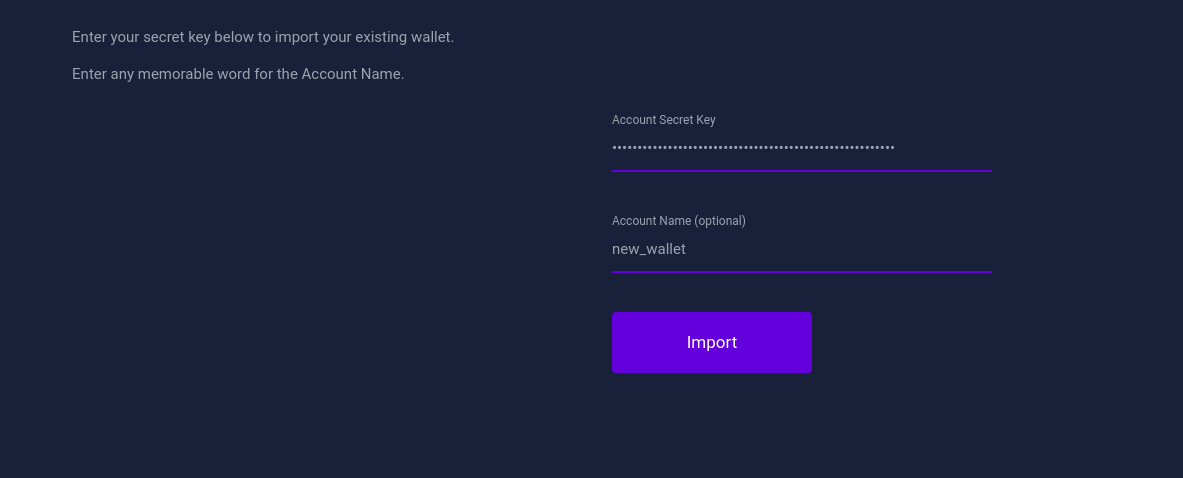 Enter your secret key below to import your existing wallet.
Enter any memorable word for the Account Name.
Account Secret Key
••••••••••••••••••••••••••••••••••••••••••••••••••••••••
Account Name (optional)
new_wallet
Import